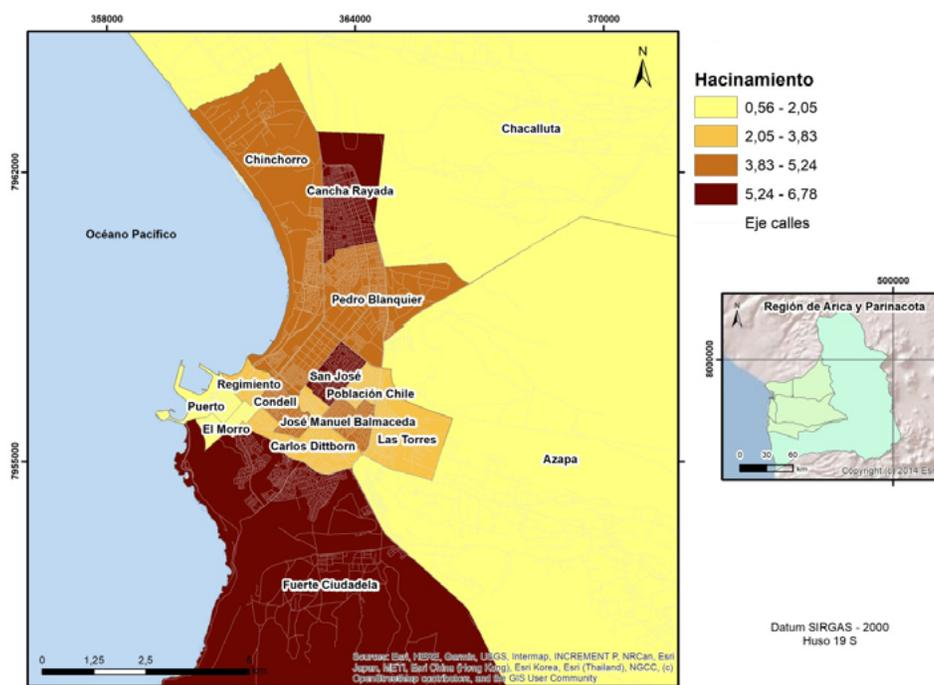 358000
364000
370000
7962000
7955000
N
Chacalluta
Chinchorro
Cancha Rayada
Océano Pacífico
Pedro Blanquier
San José
Regimiento
Población Chile
Condell
Puerto
José Manuel Balmaceda
El Morro
Las Torres
Carlos Dittborn
Azapa
Fuerte Ciudadela
0 1,25 2,5
Sources: Esri, HERE, Garmin, USGS, Intermap, INCREMENT P, NRCan, Esri
Japan, METI, Esri China (Hong Kong), Esri Korea, Esri (Thailand), NGCC, (c)
OpenStreetMap contributors, and the GIS User Community
Hacinamiento
0,56 - 2,05
2,05 - 3,83
3,83 - 5,24
5,24 - 6,78
Eje calles
500000
Región de Arica y Parinacota
N
8000000
0 30 60
km
Copyright (c) 2014 Esri
Datum SIRGAS - 2000
Huso 19 S